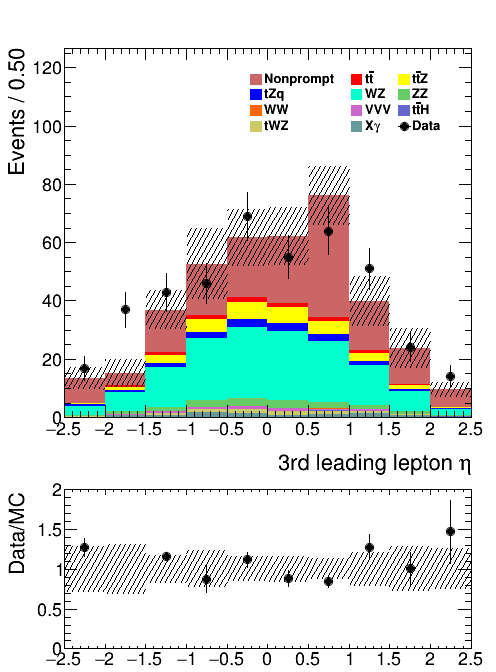 Events / 0.50
120
100
80
60
40
20
0
Nonprompt tt̄ tt̄Z
tZq WZ ZZ
WW VVV tt̄H
tWZ Xγ Data
−2.5 −2 −1.5 −1 −0.5 0 0.5 1 1.5 2 2.5
3rd leading lepton η
Data/MC
2
1.5
1
0.5
0
−2.5 −2 −1.5 −1 −0.5 0 0.5 1 1.5 2 2.5